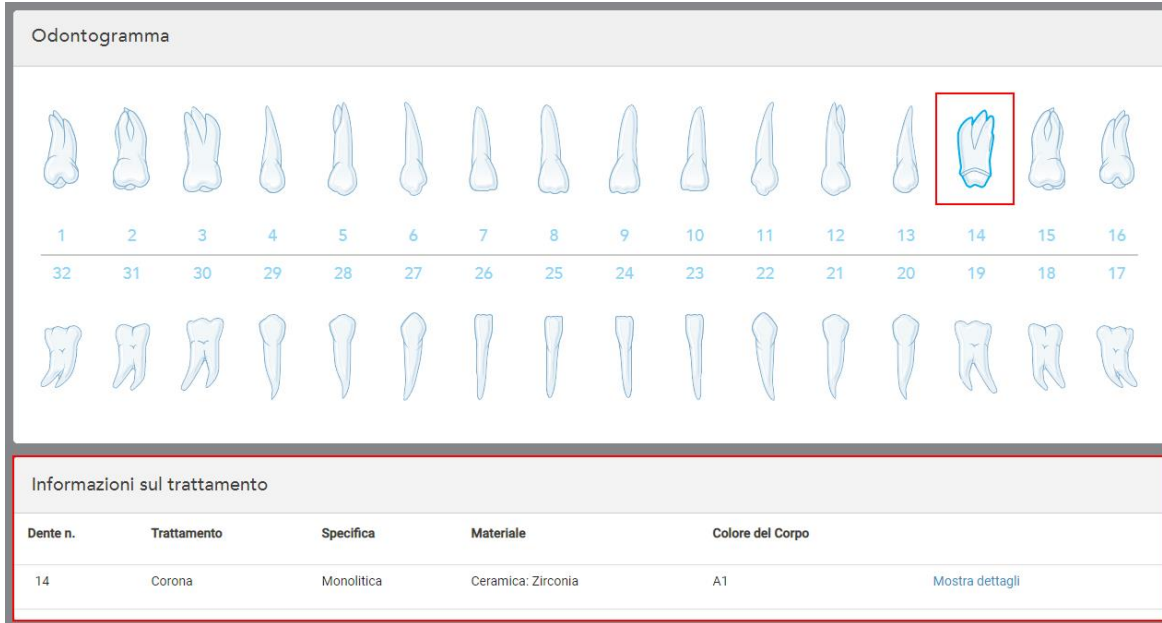 Odontogramma
1 2 3 4 5 6 7 8 9 10 11 12 13 14 15 16
32 31 30 29 28 27 26 25 24 23 22 21 20 19 18 17
Informazioni sul trattamento
Dente n. Trattamento Specifica Materiale Colore del Corpo
14 Corona Monolitica Ceramica: Zirconia A1 Mostra dettagli